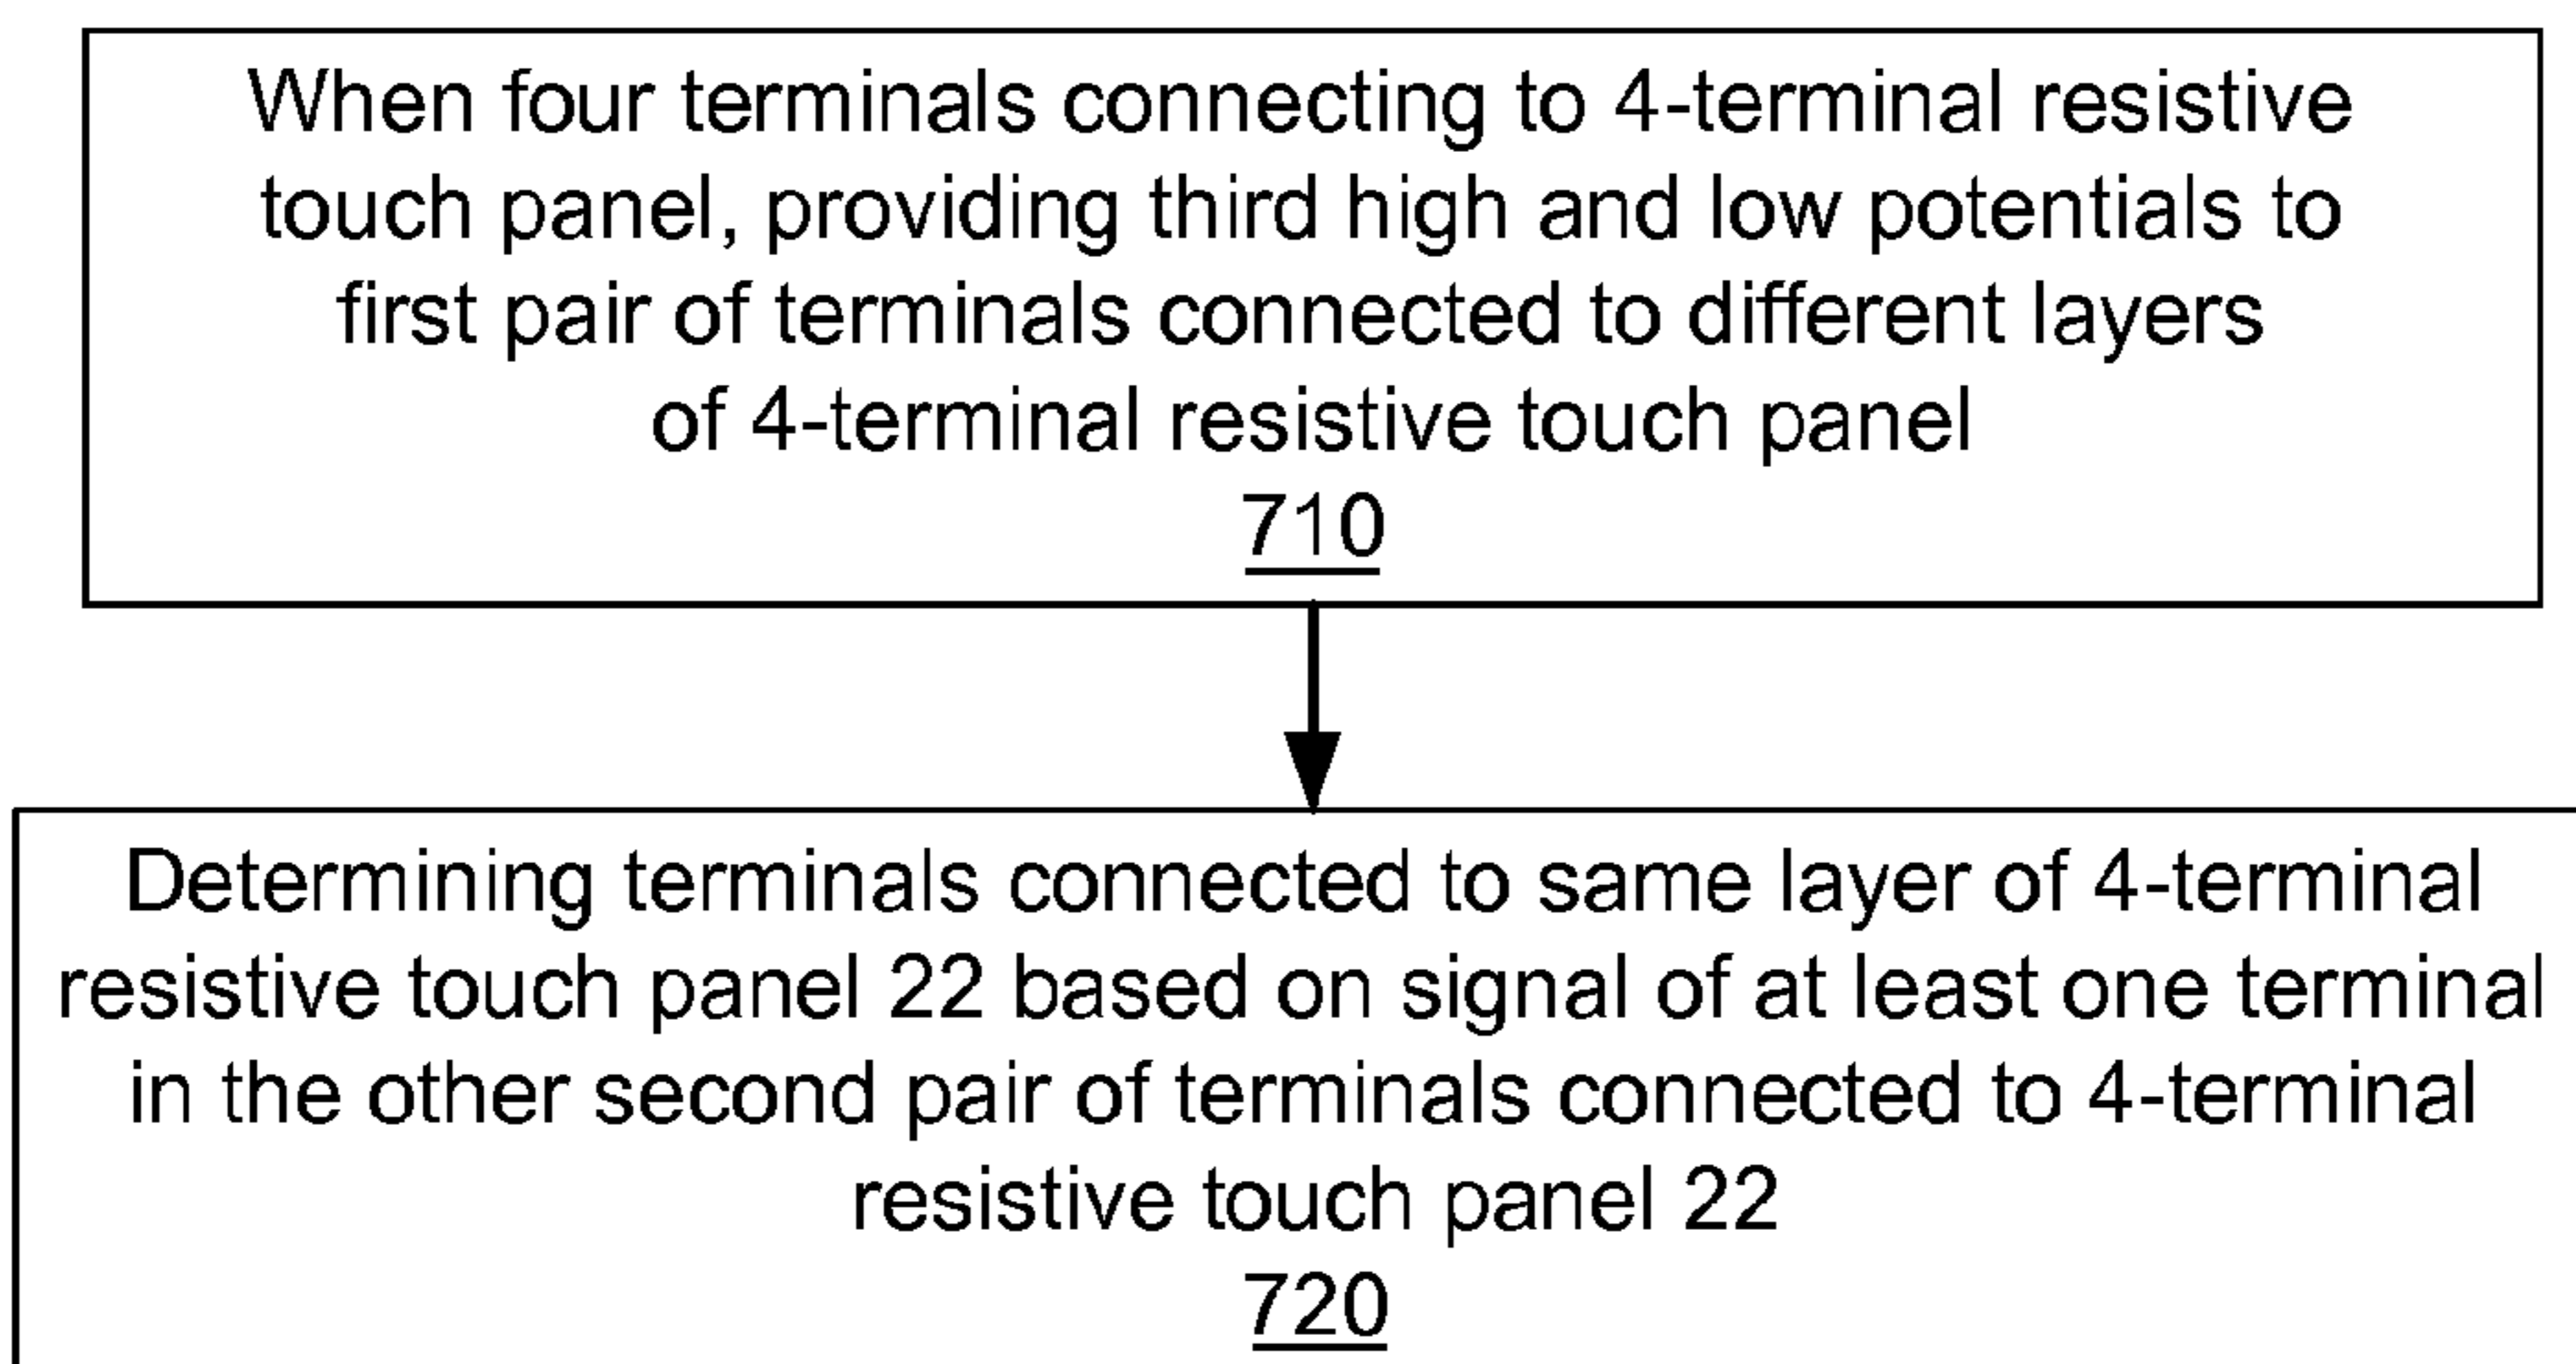 When four terminals connecting to 4-terminal resistive
touch panel, providing third high and low potentials to
first pair of terminals connected to different layers
of 4-terminal resistive touch panel
710
Determining terminals connected to same layer of 4-terminal
resistive touch panel 22 based on signal of at least one terminal
in the other second pair of terminals connected to 4-terminal
resistive touch panel 22
720